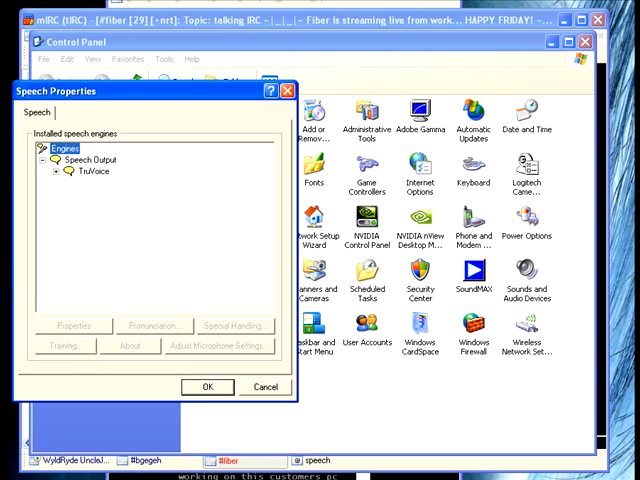 mIRC (tIRC) - [#fiber [29] [+nrt]: Topic: talking IRC ~ |_|_| ~ Fiber is streaming live from work... HAPPY FRIDAY! ~...
Control Panel
File Edit View Favorites Tools Help
Speech Properties
Speech
Installed speech engines
Engines
Speech Output
TruVoice
Properties Pronunciation... Special Handling...
Training... About Adjust Microphone Settings...
OK Cancel
Add or Remov...
Administrative Tools
Adobe Gamma
Automatic Updates
Date and Time
Fonts
Game Controllers
Internet Options
Keyboard
Logitech Came...
twork Setup Wizard
NVIDIA Control Panel
NVIDIA nView Desktop M...
Phone and Modem ...
Power Options
anners and Cameras
Scheduled Tasks
Security Center
SoundMAX
Sounds and Audio Devices
askbar and tart Menu
User Accounts
Windows CardSpace
Windows Firewall
Wireless Network Set...
WyldRyde UncleJ... #bgegeh #fiber speech
working on this customers pc